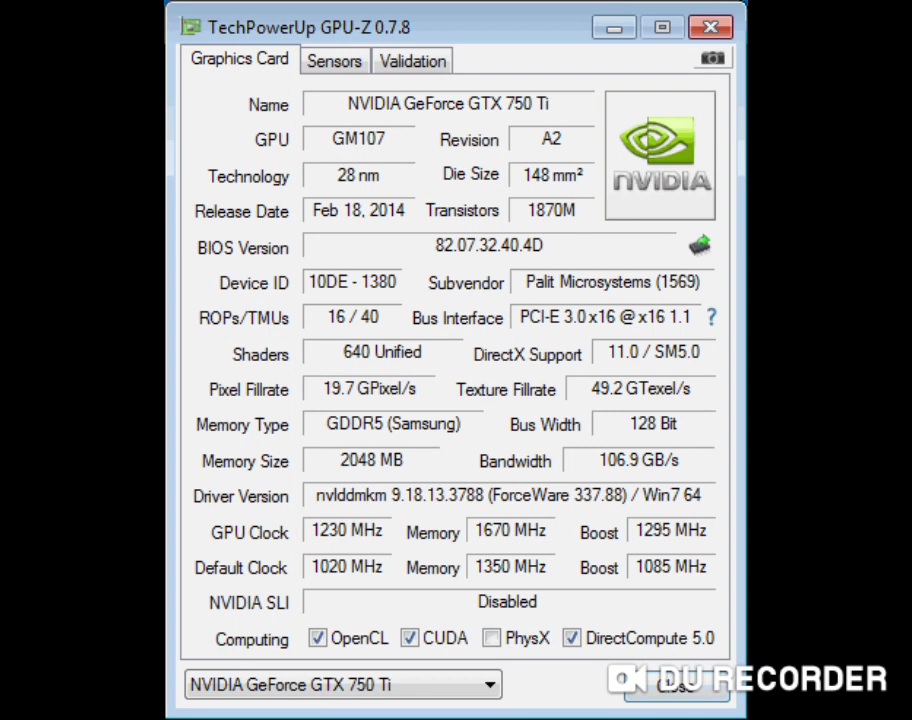 TechPowerUp GPU-Z 0.7.8
Graphics Card Sensors Validation
Name NVIDIA GeForce GTX 750 Ti
GPU GM107 Revision A2
NVIDIA
Technology 28 nm Die Size 148 mm²
Release Date Feb 18, 2014 Transistors 1870M
BIOS Version 82.07.32.40.4D
Device ID 10DE - 1380 Subvendor Palit Microsystems (1569)
ROPs/TMUs 16 / 40 Bus Interface PCI-E 3.0 x16 @ x16 1.1 ?
Shaders 640 Unified DirectX Support 11.0 / SM5.0
Pixel Fillrate 19.7 GPixel/s Texture Fillrate 49.2 GTexel/s
Memory Type GDDR5 (Samsung) Bus Width 128 Bit
Memory Size 2048 MB Bandwidth 106.9 GB/s
Driver Version nvlddmkm 9.18.13.3788 (ForceWare 337.88) / Win7 64
GPU Clock 1230 MHz Memory 1670 MHz Boost 1295 MHz
Default Clock 1020 MHz Memory 1350 MHz Boost 1085 MHz
NVIDIA SLI Disabled
Computing OpenCL CUDA PhysX DirectCompute 5.0
NVIDIA GeForce GTX 750 Ti Close
DU RECORDER